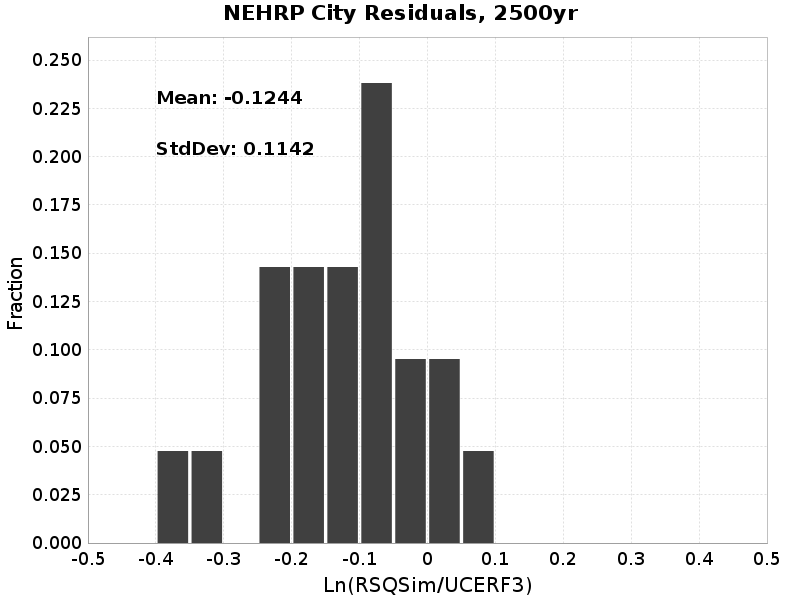 NEHRP City Residuals, 2500yr
0.250
Mean: -0.1244
0.225
StdDev: 0.1142
0.200
0.175
0.150
0.125
0.100
0.075
0.050
0.025
0.000
Fraction
-0.5 -0.4 -0.3 -0.2 -0.1 0 0.1 0.2 0.3 0.4 0.5
Ln(RSQSim/UCERF3)